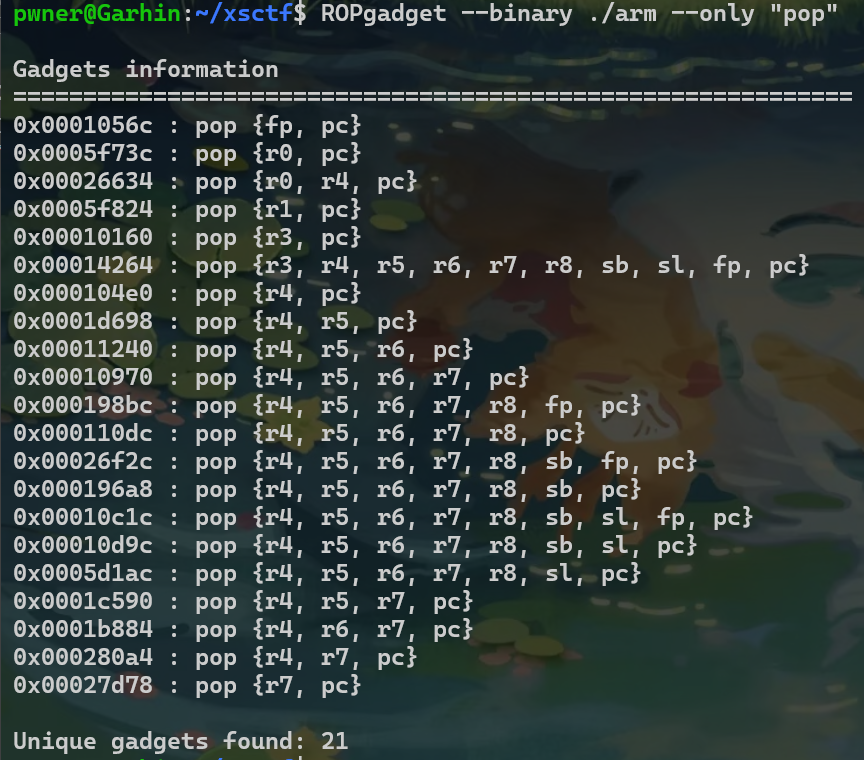 pwner@Garhin:~/xsctf$ ROPgadget --binary ./arm --only "pop"
Gadgets information
============================================================
0x0001056c : pop {fp, pc}
0x0005f73c : pop {r0, pc}
0x00026634 : pop {r0, r4, pc}
0x0005f824 : pop {r1, pc}
0x00010160 : pop {r3, pc}
0x00014264 : pop {r3, r4, r5, r6, r7, r8, sb, sl, fp, pc}
0x000104e0 : pop {r4, pc}
0x0001d698 : pop {r4, r5, pc}
0x00011240 : pop {r4, r5, r6, pc}
0x00010970 : pop {r4, r5, r6, r7, pc}
0x000198bc : pop {r4, r5, r6, r7, r8, fp, pc}
0x000110dc : pop {r4, r5, r6, r7, r8, pc}
0x00026f2c : pop {r4, r5, r6, r7, r8, sb, fp, pc}
0x000196a8 : pop {r4, r5, r6, r7, r8, sb, pc}
0x00010c1c : pop {r4, r5, r6, r7, r8, sb, sl, fp, pc}
0x00010d9c : pop {r4, r5, r6, r7, r8, sb, sl, pc}
0x0005d1ac : pop {r4, r5, r6, r7, r8, sl, pc}
0x0001c590 : pop {r4, r5, r7, pc}
0x0001b884 : pop {r4, r6, r7, pc}
0x000280a4 : pop {r4, r7, pc}
0x00027d78 : pop {r7, pc}
Unique gadgets found: 21